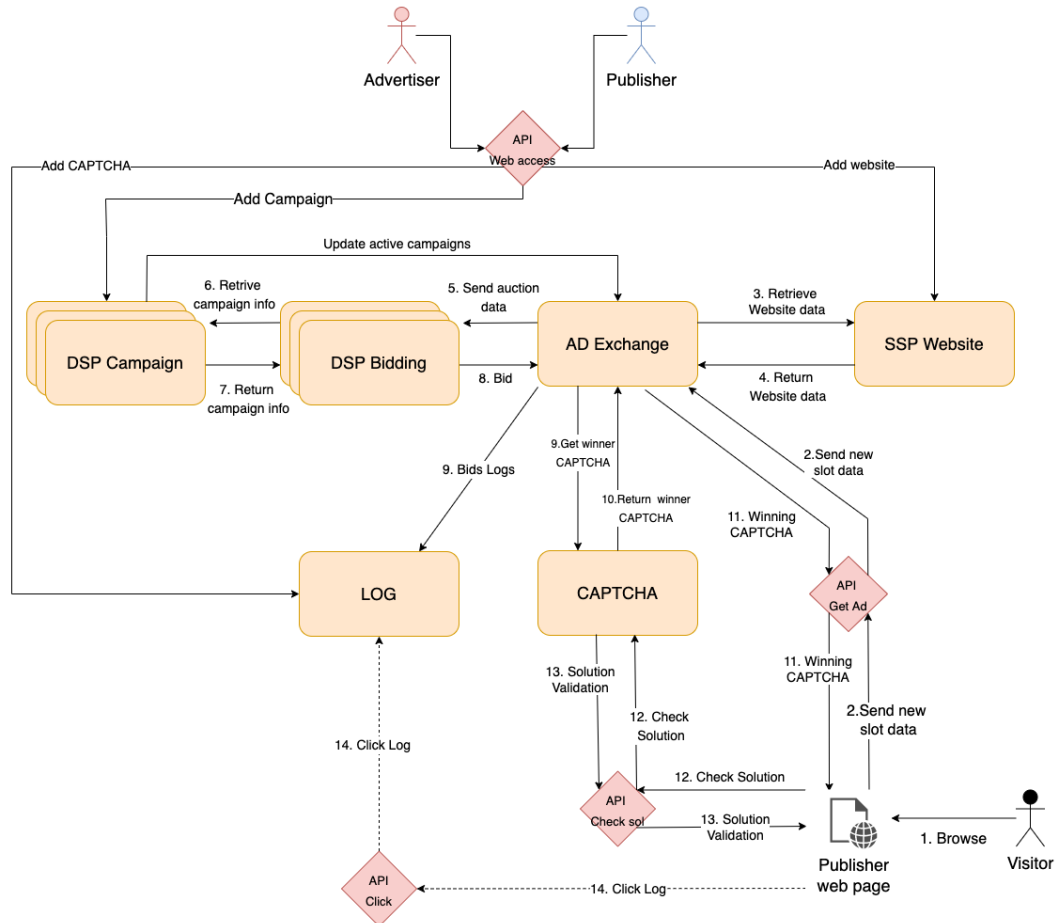 Advertiser
Publisher
API
Web access
Add CAPTCHA
Add website
Add Campaign
Update active campaigns
6. Retrive
campaign info
5. Send auction
data
3. Retrieve
Website data
DSP Campaign
DSP Bidding
AD Exchange
SSP Website
7. Return
campaign info
8. Bid
4. Return
Website data
9. Bids Logs
9.Get winner
CAPTCHA
10.Return winner
CAPTCHA
2.Send new
slot data
11. Winning
CAPTCHA
LOG
CAPTCHA
API
Get Ad
13. Solution
Validation
11. Winning
CAPTCHA
12. Check
Solution
2.Send new
slot data
14. Click Log
12. Check Solution
API
Check sol
13. Solution
Validation
1. Browse
Publisher
web page
Visitor
API
Click
14. Click Log